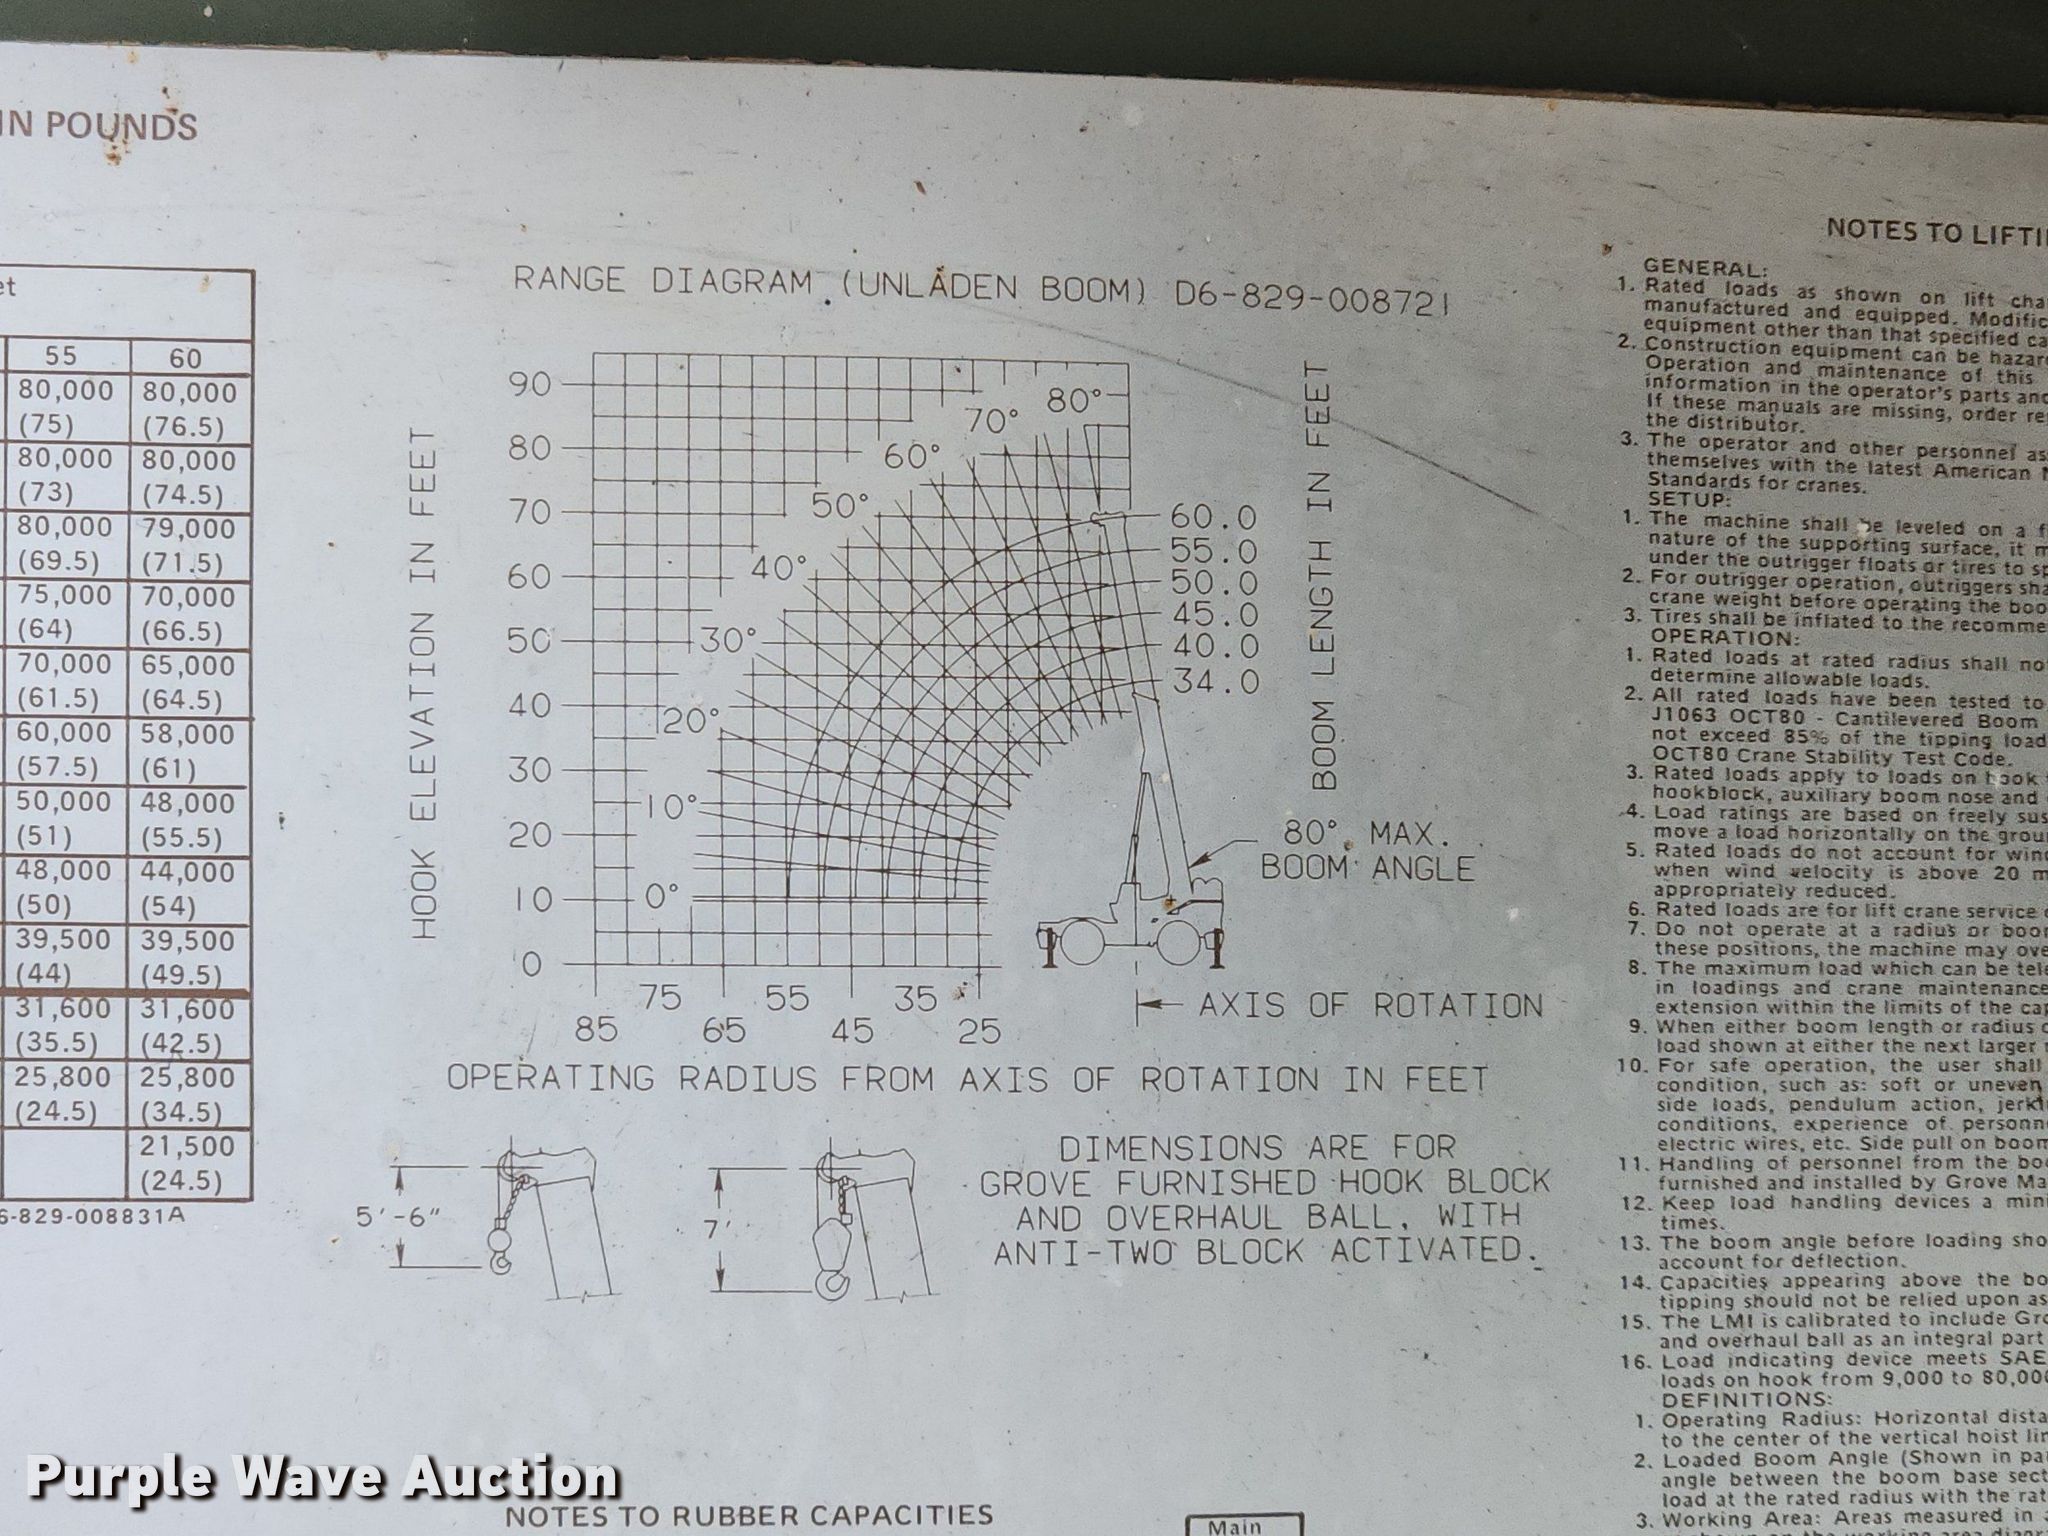 IN POUNDS
et
55 60
80,000 80,000
(75) (76.5)
80,000 80,000
(73) (74.5)
80,000 79,000
(69.5) (71.5)
75,000 70,000
(64) (66.5)
70,000 65,000
(61.5) (64.5)
60,000 58,000
(57.5) (61)
50,000 48,000
(51) (55.5)
48,000 44,000
(50) (54)
39,500 39,500
(44) (49.5)
31,600 31,600
(35.5) (42.5)
25,800 25,800
(24.5) (34.5)
21,500
(24.5)
6-829-008831A
RANGE DIAGRAM (UNLADEN BOOM) D6-829-008721
HOOK ELEVATION IN FEET
90
80
70
60
50
40
30
20
10
0
80°
70°
60°
50°
40°
30°
20°
10°
0°
60.0
55.0
50.0
45.0
40.0
34.0
BOOM LENGTH IN FEET
80° MAX.
BOOM ANGLE
75 55 35
85 65 45 25
AXIS OF ROTATION
OPERATING RADIUS FROM AXIS OF ROTATION IN FEET
5'-6"
7'
DIMENSIONS ARE FOR
GROVE FURNISHED HOOK BLOCK
AND OVERHAUL BALL, WITH
ANTI-TWO BLOCK ACTIVATED.
NOTES TO LIFTI
GENERAL:
1. Rated loads as shown on lift cha
manufactured and equipped. Modific
equipment other than that specified ca
2. Construction equipment can be hazar
Operation and maintenance of this
information in the operator's parts and
If these manuals are missing, order re
the distributor.
3. The operator and other personnel as
themselves with the latest American N
Standards for cranes.
SETUP:
1. The machine shall be leveled on a f
nature of the supporting surface, it m
under the outrigger floats or tires to sp
2. For outrigger operation, outriggers sha
crane weight before operating the boo
3. Tires shall be inflated to the recomme
OPERATION:
1. Rated loads at rated radius shall no
determine allowable loads.
2. All rated loads have been tested to
J1063 OCT80 - Cantilevered Boom
not exceed 85% of the tipping load
OCT80 Crane Stability Test Code.
3. Rated loads apply to loads on hook
hookblock, auxiliary boom nose and
4. Load ratings are based on freely sus
move a load horizontally on the grou
5. Rated loads do not account for wind
when wind velocity is above 20 m
appropriately reduced.
6. Rated loads are for lift crane service
7. Do not operate at a radius or boo
these positions, the machine may ove
8. The maximum load which can be tele
in loadings and crane maintenance
extension within the limits of the cap
9. When either boom length or radius
load shown at either the next larger
10. For safe operation, the user shall
condition, such as: soft or uneven
side loads, pendulum action, jerki
conditions, experience of personne
electric wires, etc. Side pull on boom
11. Handling of personnel from the bo
furnished and installed by Grove Ma
12. Keep load handling devices a mini
times.
13. The boom angle before loading sho
account for deflection.
14. Capacities appearing above the bo
tipping should not be relied upon as
15. The LMI is calibrated to include Gro
and overhaul ball as an integral part
16. Load indicating device meets SAE
loads on hook from 9,000 to 80,000
DEFINITIONS:
1. Operating Radius: Horizontal dista
to the center of the vertical hoist lin
2. Loaded Boom Angle (Shown in pa
angle between the boom base sect
load at the rated radius with the rat
3. Working Area: Areas measured in
Purple Wave Auction
NOTES TO RUBBER CAPACITIES
Main